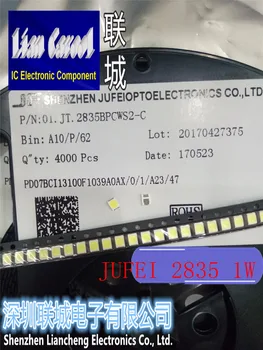 Lian Cheng
IC Electronic Component
联城
SHENZHEN JUFEIOPTOELECTRONICS CO.,LTD.
P/N:01.JT.2835BPCWS2-C
Bin: A10/P/62
Lot: 20170427375
Q"ty: 4000 Pcs
Date: 170523
PD07BCI13100F1039A0AX/0/1/A23/47
RoHS
JUFEI 2835 1W
深圳联城电子有限公司
Shenzhen Liancheng Electronic Co., Ltd